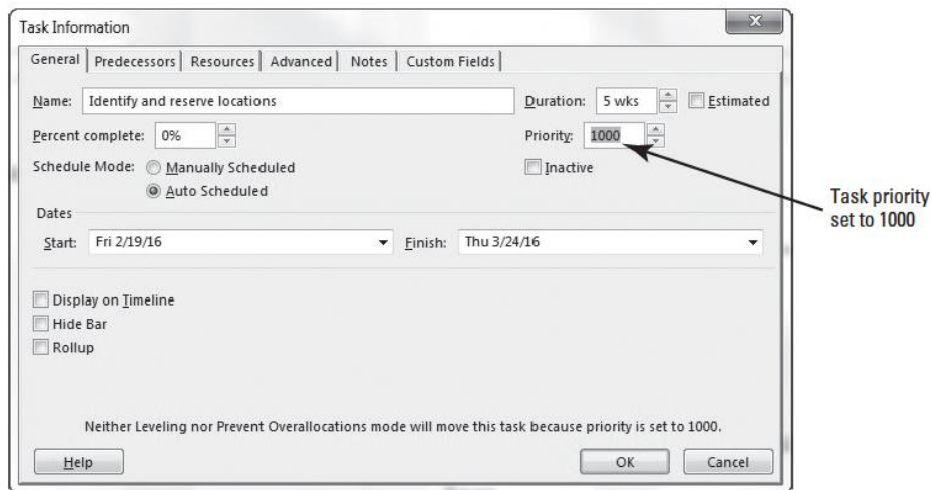 Task Information
General Predecessors Resources Advanced Notes Custom Fields
Name: Identify and reserve locations Duration: 5 wks Estimated
Percent complete: 0% Priority: 1000
Schedule Mode: Manually Scheduled Inactive
Auto Scheduled
Task priority
set to 1000
Dates
Start: Fri 2/19/16 Finish: Thu 3/24/16
Display on Timeline
Hide Bar
Rollup
Neither Leveling nor Prevent Overallocations mode will move this task because priority is set to 1000.
Help OK Cancel